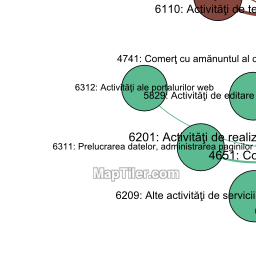 6110: Activităţi de te
4741: Comerţ cu amănuntul al c
6312: Activităţi ale portalurilor web
5829: Activităţi de editare
6201: Activităţi de realiz
6311: Prelucrarea datelor, administrarea paginilor
4651: Co
MapTiler.com
6209: Alte activităţi de servicii